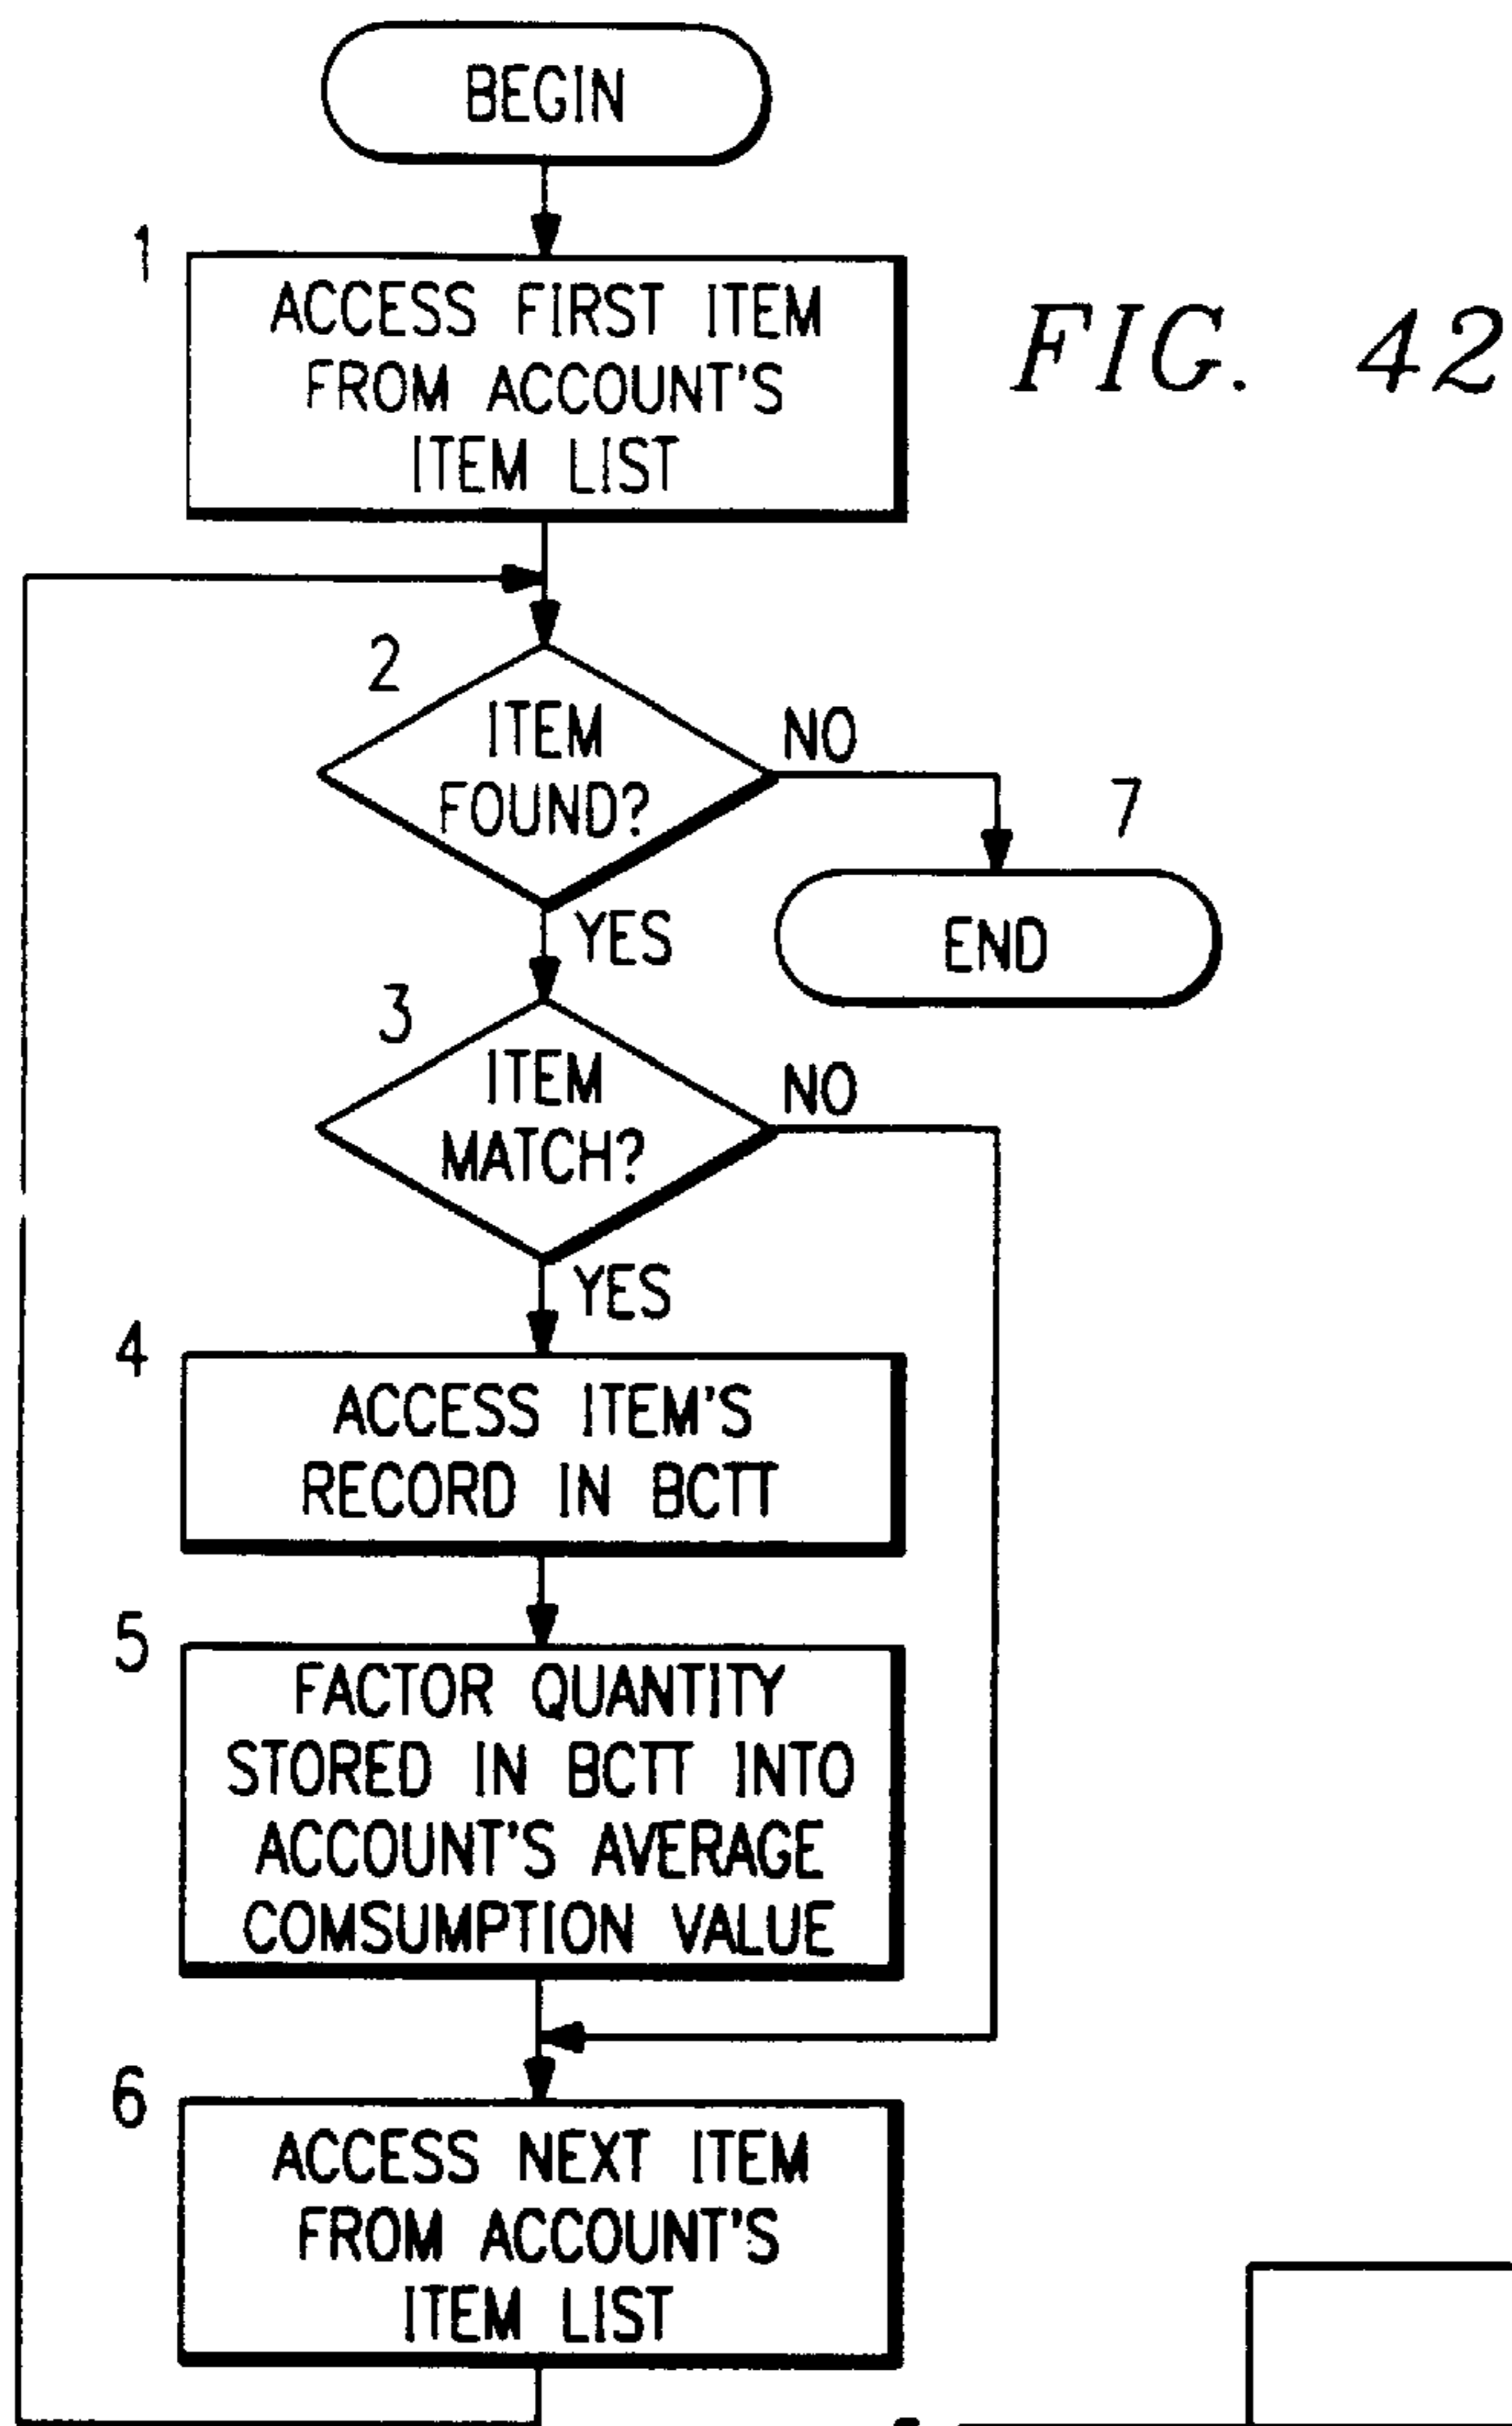 BEGIN
1
ACCESS FIRST ITEM
FROM ACCOUNT'S
ITEM LIST
FIG. 42
2
ITEM
FOUND?
NO
7
END
YES
3
ITEM
MATCH?
NO
YES
4
ACCESS ITEM'S
RECORD IN BCTT
5
FACTOR QUANTITY
STORED IN BCTT INTO
ACCOUNT'S AVERAGE
COMSUMPTION VALUE
6
ACCESS NEXT ITEM
FROM ACCOUNT'S
ITEM LIST